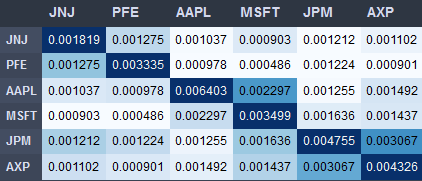 JNJ PFE AAPL MSFT JPM AXP
JNJ 0.001819 0.001275 0.001037 0.000903 0.001212 0.001102
PFE 0.001275 0.003335 0.000978 0.000486 0.001224 0.000901
AAPL 0.001037 0.000978 0.006403 0.002297 0.001255 0.001492
MSFT 0.000903 0.000486 0.002297 0.003499 0.001636 0.001437
JPM 0.001212 0.001224 0.001255 0.001636 0.004755 0.003067
AXP 0.001102 0.000901 0.001492 0.001437 0.003067 0.004326